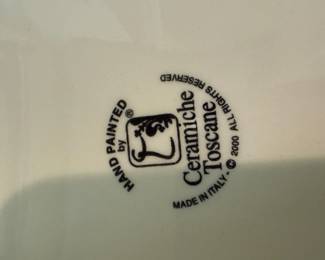 HAND PAINTED
by
®
Ceramiche
Toscane
MADE IN ITALY - © 2000 ALL RIGHTS RESERVED